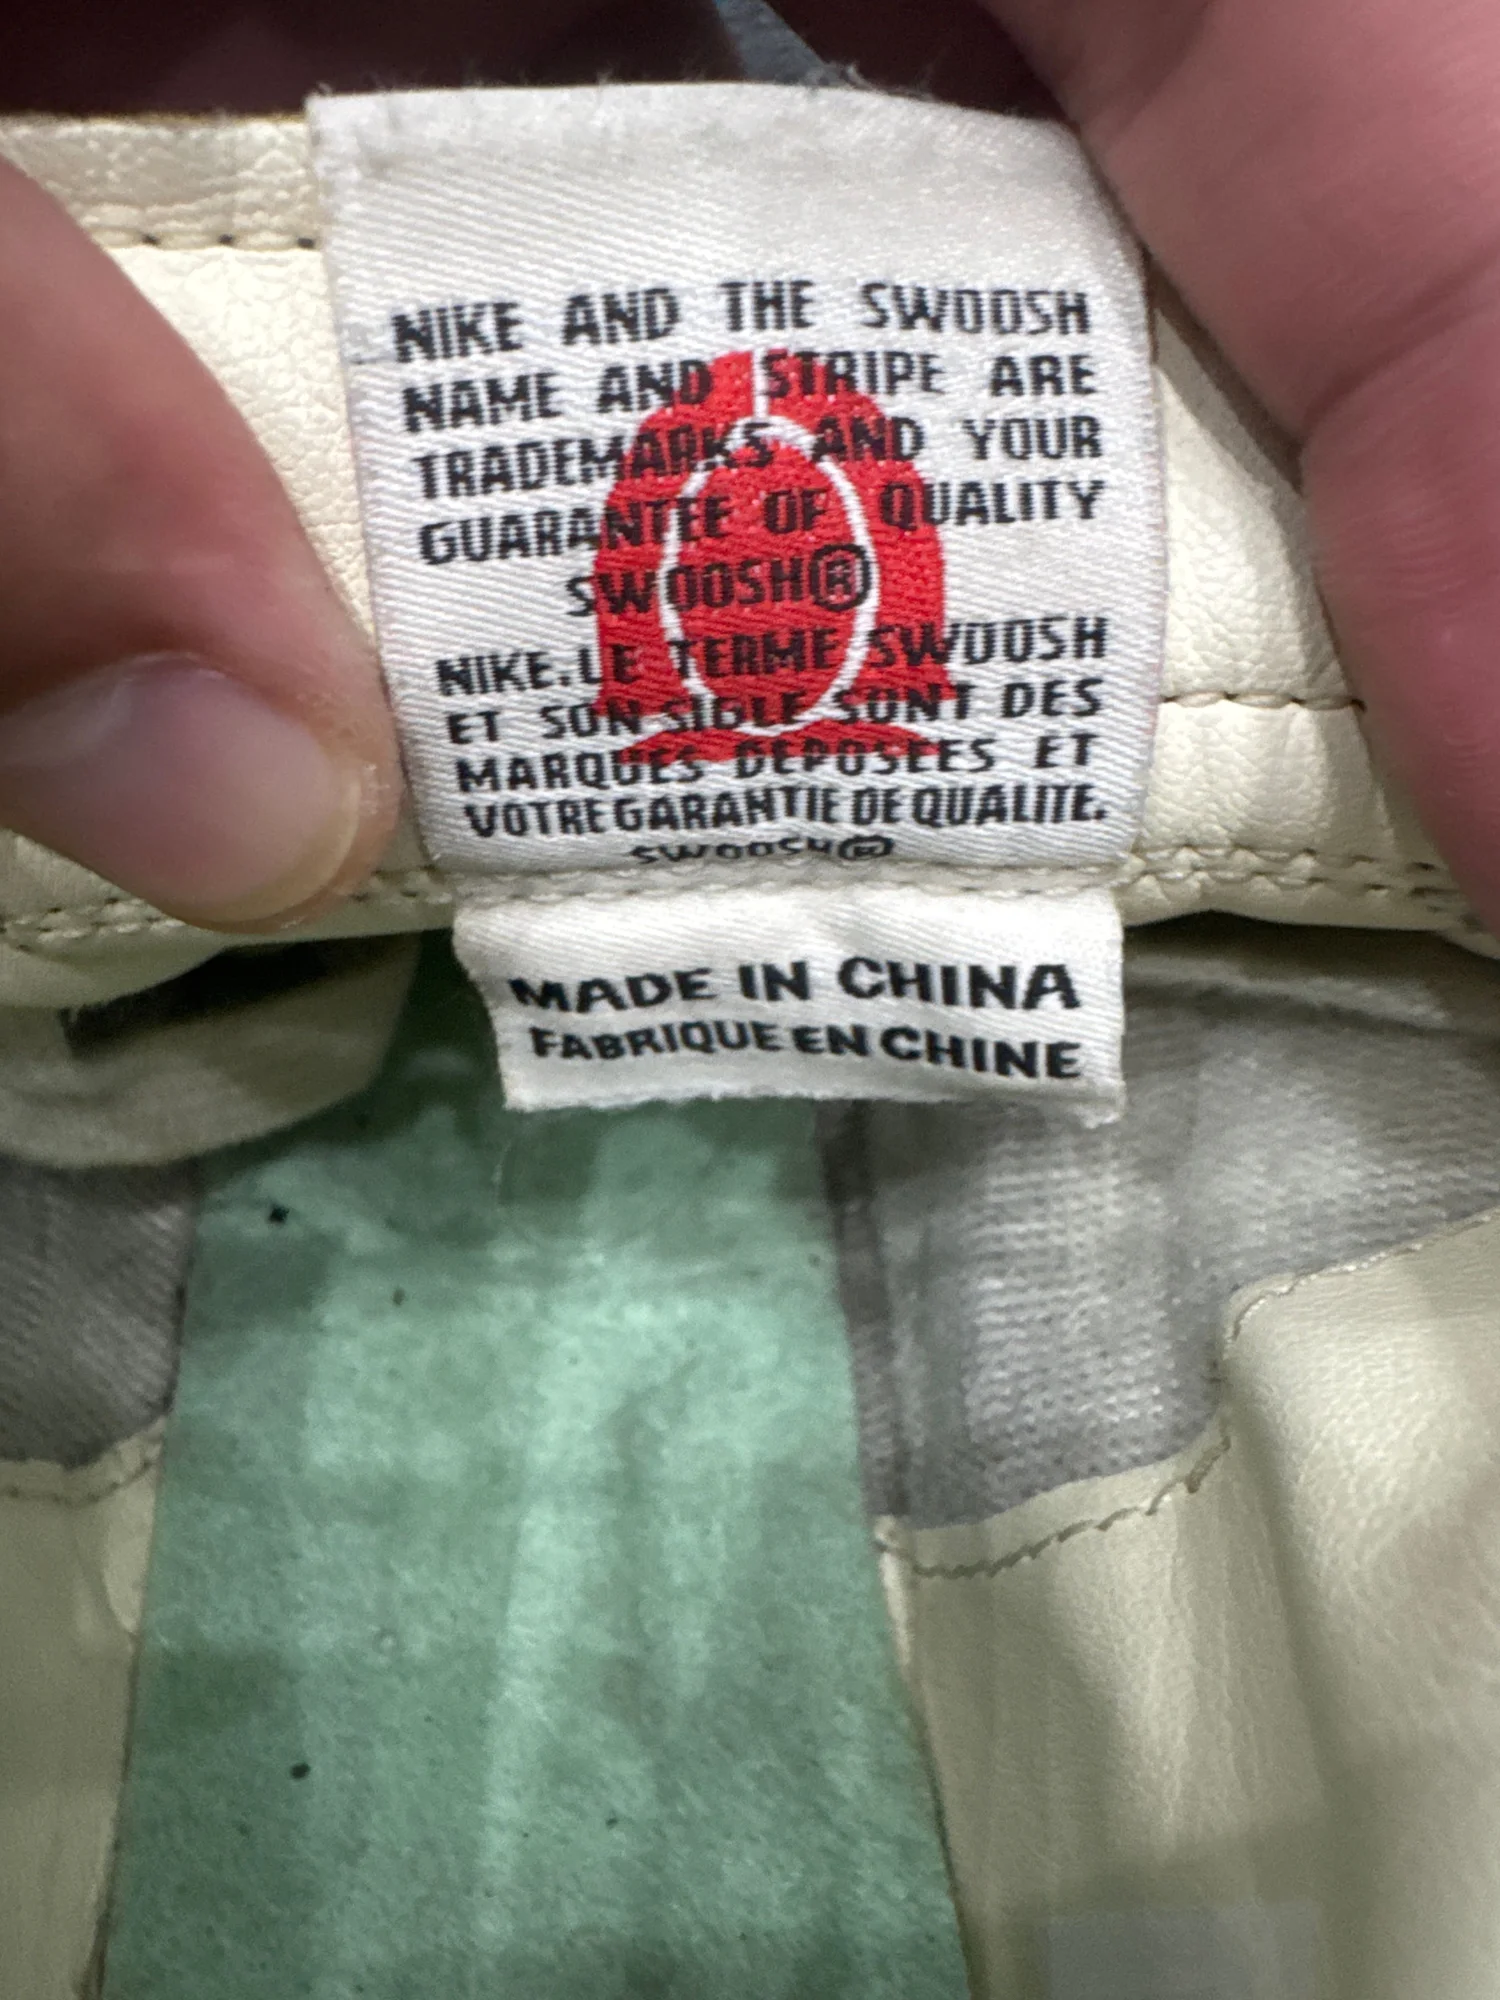 NIKE AND THE SWOOSH
NAME AND STRIPE ARE
TRADEMARKS AND YOUR
GUARANTEE OF QUALITY
SWOOSH®
NIKE.LE TERME SWOOSH
ET SON SIGLE SONT DES
MARQUES DEPOSEES ET
VOTRE GARANTIE DE QUALITE.
SWOOSH®
MADE IN CHINA
FABRIQUE EN CHINE